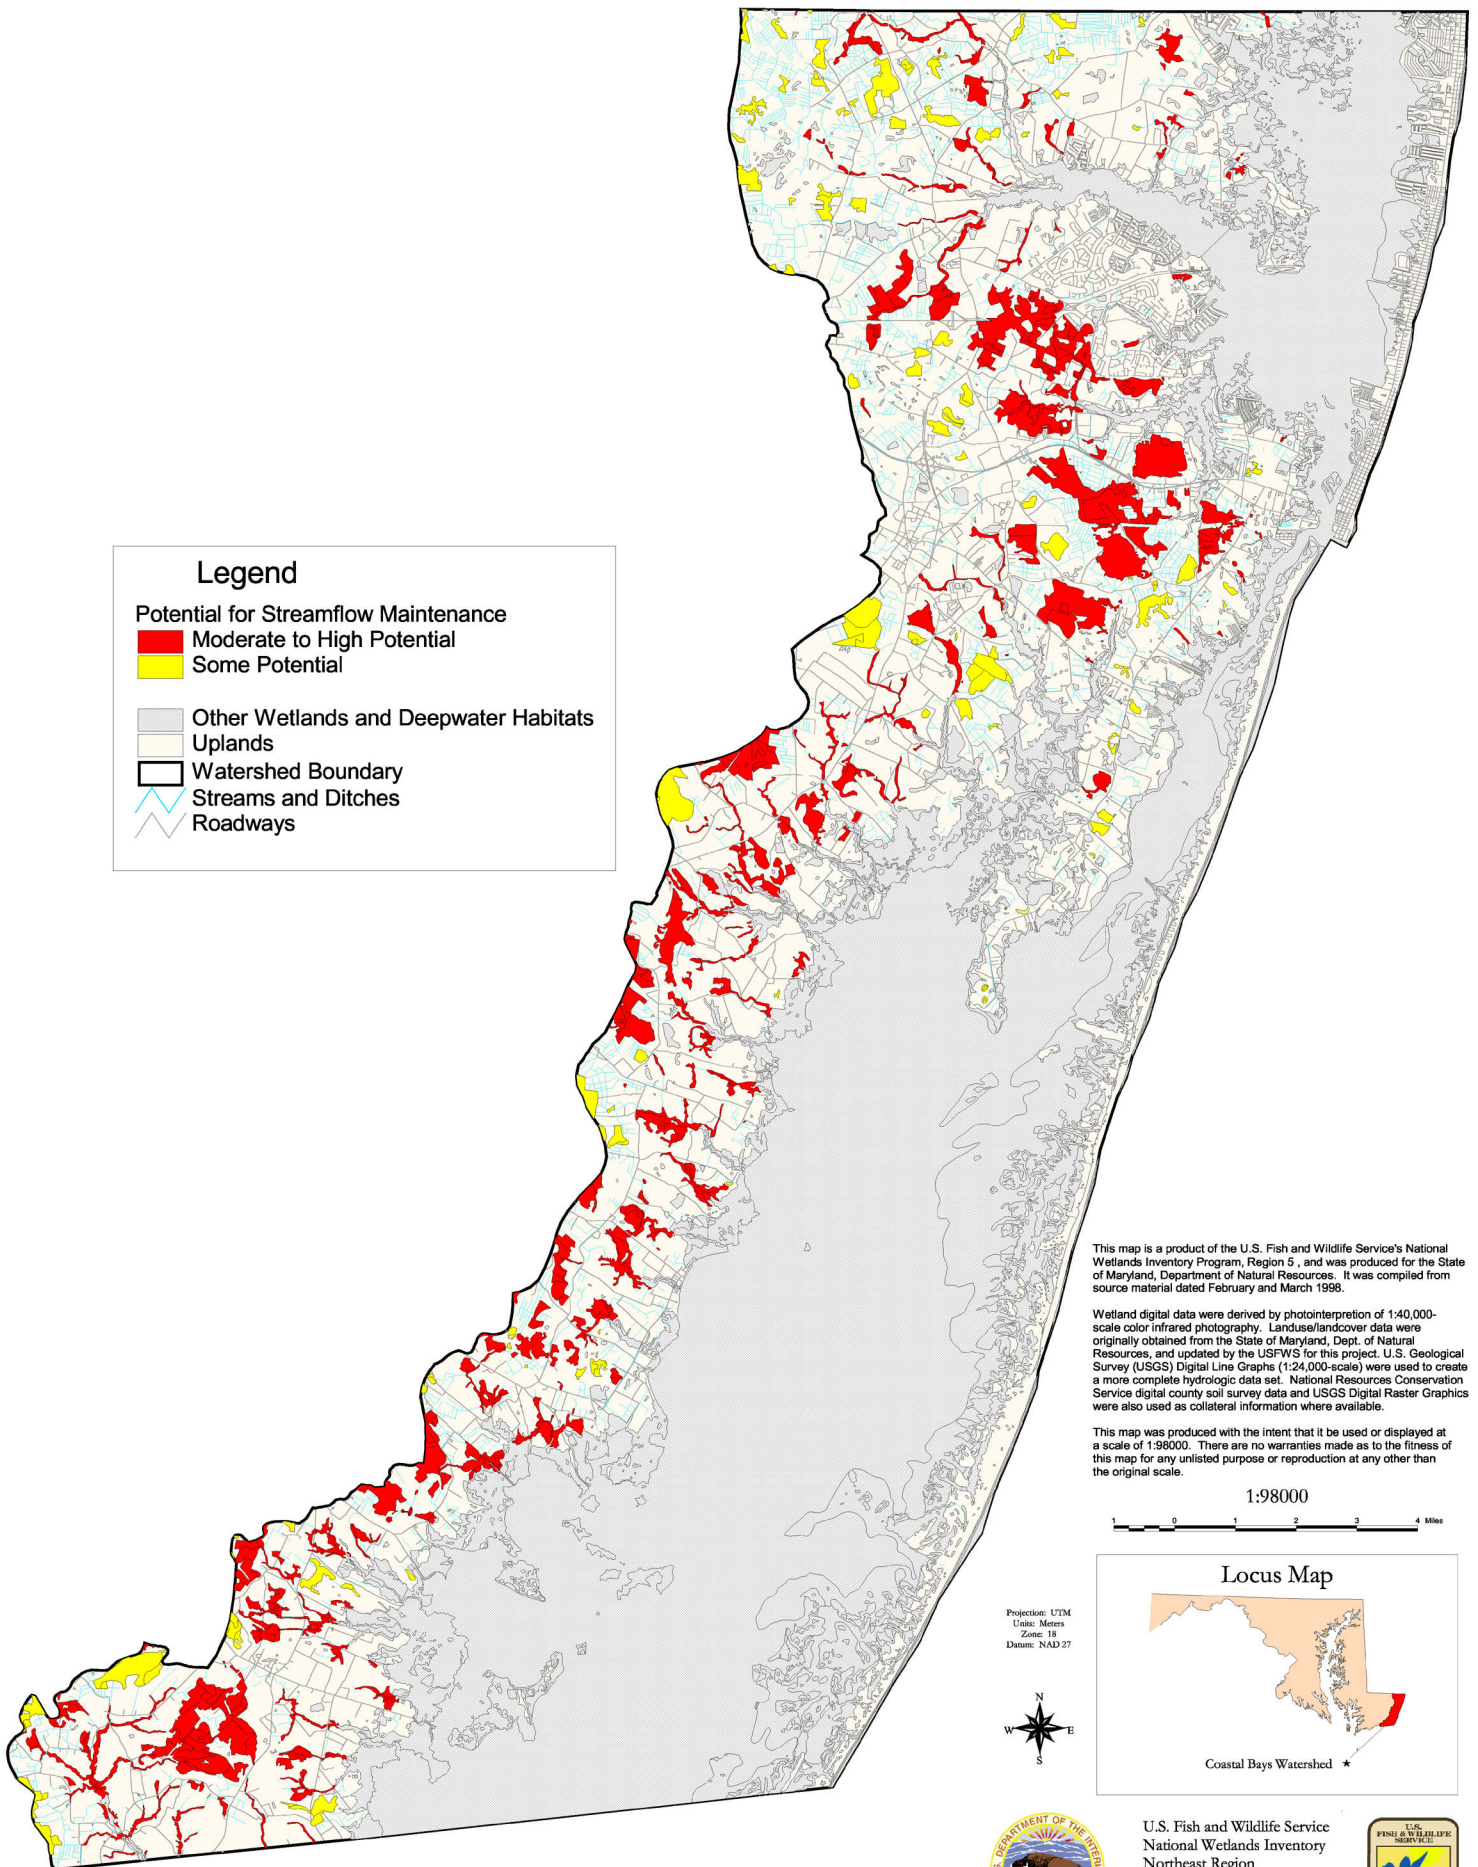 Legend
Potential for Streamflow Maintenance
Moderate to High Potential
Some Potential
Other Wetlands and Deepwater Habitats
Uplands
Watershed Boundary
Streams and Ditches
Roadways
This map is a product of the U.S. Fish and Wildlife Service's National
Wetlands Inventory Program, Region 5 , and was produced for the State
of Maryland, Department of Natural Resources. It was compiled from
source material dated February and March 1998.
Wetland digital data were derived by photointerpretion of 1:40,000-
scale color infrared photography. Landuse/landcover data were
originally obtained from the State of Maryland, Dept. of Natural
Resources, and updated by the USFWS for this project. U.S. Geological
Survey (USGS) Digital Line Graphs (1:24,000-scale) were used to create
a more complete hydrologic data set. National Resources Conservation
Service digital county soil survey data and USGS Digital Raster Graphics
were also used as collateral information where available.
This map was produced with the intent that it be used or displayed at
a scale of 1:98000. There are no warranties made as to the fitness of
this map for any unlisted purpose or reproduction at any other than
the original scale.
1:98000
1 0 1 2 3 4 Miles
Locus Map
Coastal Bays Watershed
Projection: UTM
Units: Meters
Zone: 18
Datum: NAD 27
N
W E
S
DEPARTMENT OF THE INTERI
U.S. Fish and Wildlife Service
National Wetlands Inventory
Northeast Region
U.S.
FISH & WILDLIFE
SERVICE